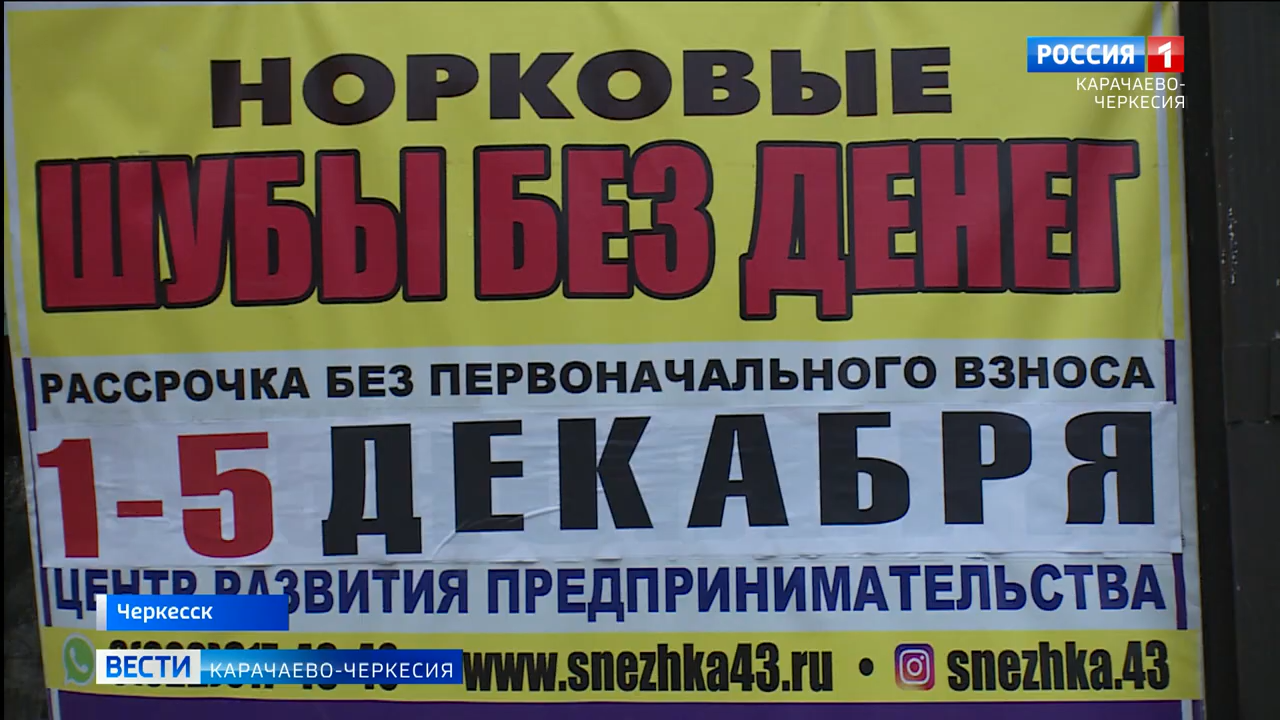 НОРКОВЫЕ
ШУБЫ БЕЗ ДЕНЕГ
РАССРОЧКА БЕЗ ПЕРВОНАЧАЛЬНОГО ВЗНОСА
1-5 ДЕКАБРЯ
ЦЕНТР РАЗВИТИЯ ПРЕДПРИНИМАТЕЛЬСТВА
www.snezhka43.ru • snezhka.43
РОССИЯ 1
КАРАЧАЕВО-
ЧЕРКЕСИЯ
Черкесск
ВЕСТИ КАРАЧАЕВО-ЧЕРКЕСИЯ